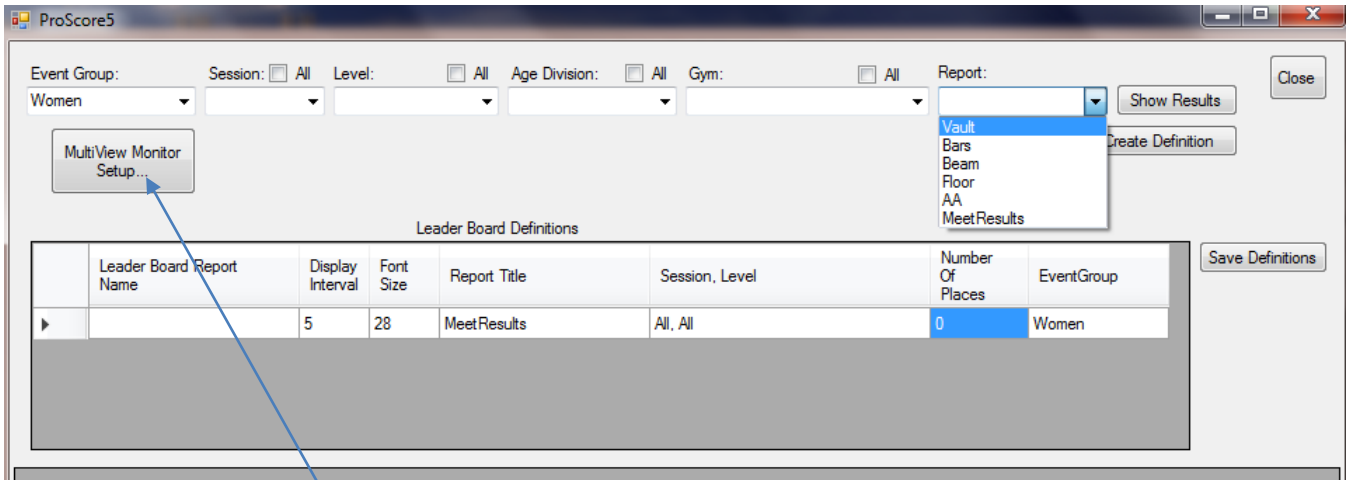 ProScore5
Event Group: Session: All Level: All Age Division: All Gym: All Report:
Close
Women
Show Results
Vault
Bars
Beam
Floor
AA
MeetResults
Create Definition
MultiView Monitor
Setup...
Leader Board Definitions
Leader Board Report
Name
Display
Interval
Font
Size
Report Title
Session, Level
Number
Of
Places
EventGroup
Save Definitions
5 28 MeetResults All, All 0 Women